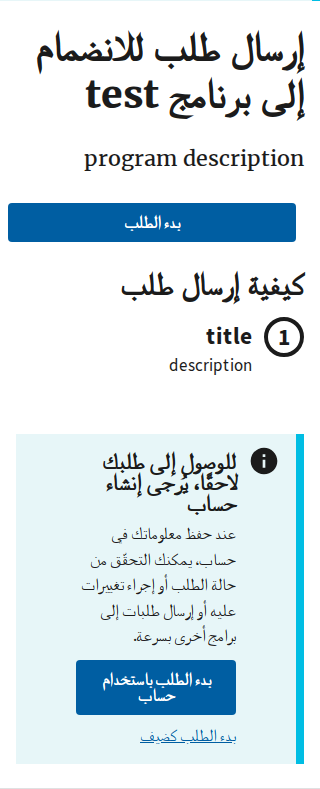 إرسال طلب للانضمام
إلى برنامج test
program description
بدء الطلب
كيفية إرسال طلب
1
title
description
للوصول إلى طلبك
لاحقًا، يُرجى إنشاء
حساب
عند حفظ معلوماتك في
حساب، يمكنك التحقّق من
حالة الطلب أو إجراء تغييرات
عليه أو إرسال طلبات إلى
برامج أخرى بسرعة.
بدء الطلب باستخدام
حساب
بدء الطلب كضيف